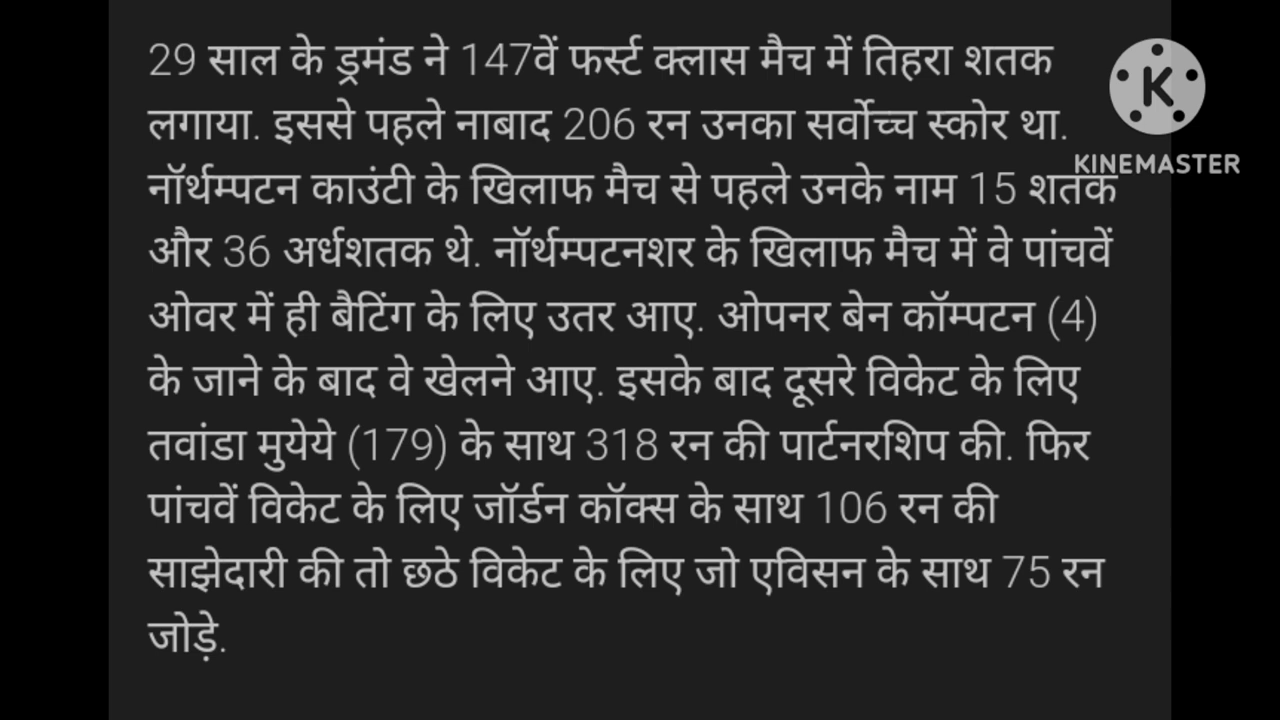 29 साल के ड्रमंड ने 147वें फर्स्ट क्लास मैच में तिहरा शतक
लगाया. इससे पहले नाबाद 206 रन उनका सर्वोच्च स्कोर था.
नॉर्थम्पटन काउंटी के खिलाफ मैच से पहले उनके नाम 15 शतक
और 36 अर्धशतक थे. नॉर्थम्पटनशर के खिलाफ मैच में वे पांचवें
ओवर में ही बैटिंग के लिए उतर आए. ओपनर बेन कॉम्पटन (4)
के जाने के बाद वे खेलने आए. इसके बाद दूसरे विकेट के लिए
तवांडा मुयेये (179) के साथ 318 रन की पार्टनरशिप की. फिर
पांचवें विकेट के लिए जॉर्डन कॉक्स के साथ 106 रन की
साझेदारी की तो छठे विकेट के लिए जो एविसन के साथ 75 रन
जोड़े.
K
KINEMASTER